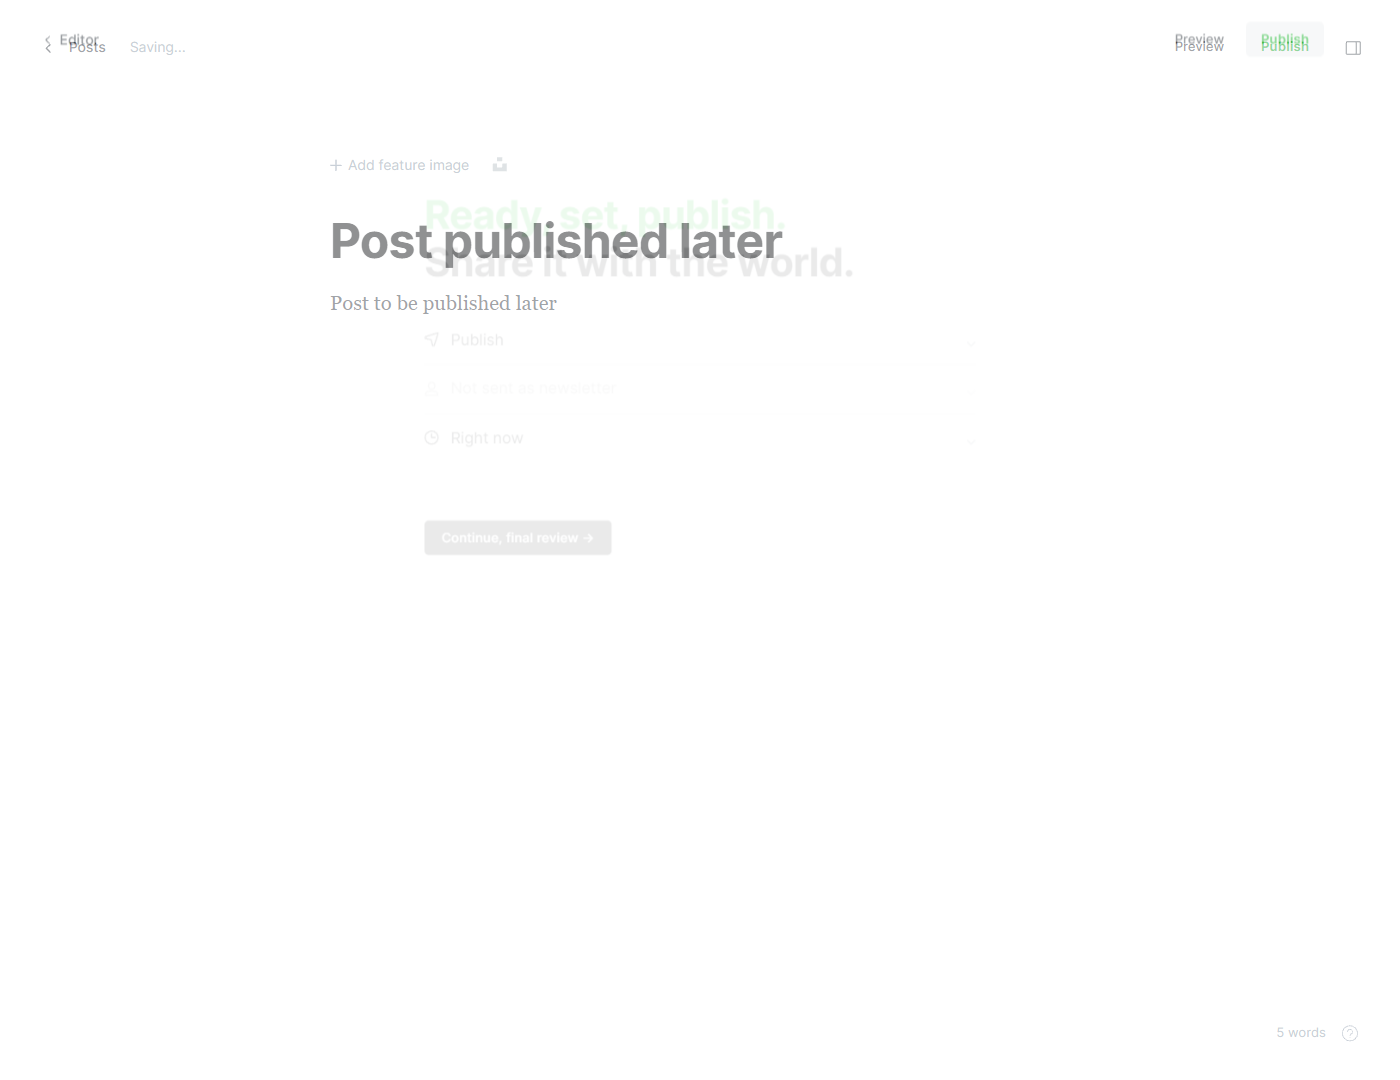 Editor
Posts
Saving...
Preview
Preview
Publish
Publish
Add feature image
Ready, set, publish.
Post published later
Share it with the world.
Post to be published later
Publish
Not sent as newsletter
Right now
Continue, final review →
5 words